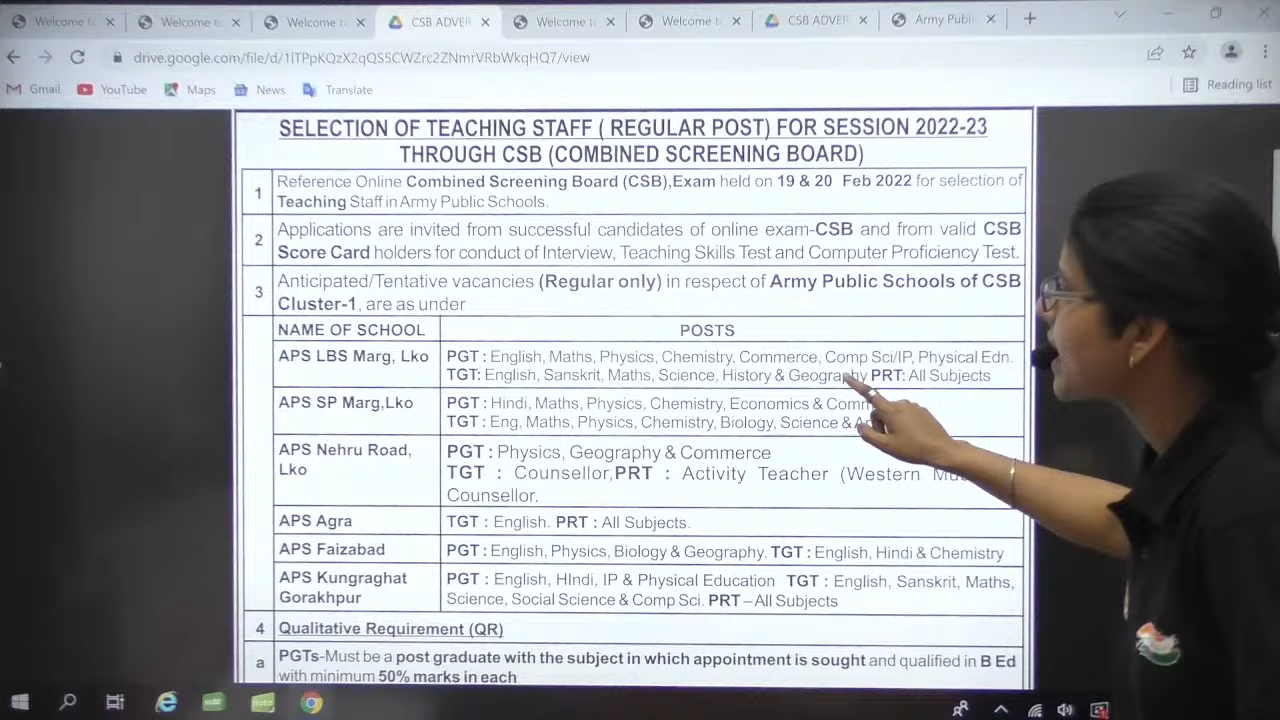 Welcome t
Welcome t
Welcome t
CSB ADVER
Welcome t
Welcome t
CSB ADVER
Army Publi
drive.google.com/file/d/1lTPpKQzX2qQS5CWZrc2ZNmrVRbWkqHQ7/view
Gmail YouTube Maps News Translate Reading list
SELECTION OF TEACHING STAFF ( REGULAR POST) FOR SESSION 2022-23
THROUGH CSB (COMBINED SCREENING BOARD)
1 Reference Online Combined Screening Board (CSB),Exam held on 19 & 20 Feb 2022 for selection of
Teaching Staff in Army Public Schools.
2 Applications are invited from successful candidates of online exam-CSB and from valid CSB
Score Card holders for conduct of Interview, Teaching Skills Test and Computer Proficiency Test.
3 Anticipated/Tentative vacancies (Regular only) in respect of Army Public Schools of CSB
Cluster-1, are as under
NAME OF SCHOOL POSTS
APS LBS Marg, Lko PGT : English, Maths, Physics, Chemistry, Commerce, Comp Sci/IP, Physical Edn.
TGT: English, Sanskrit, Maths, Science, History & Geography PRT: All Subjects
APS SP Marg,Lko PGT : Hindi, Maths, Physics, Chemistry, Economics & Comm
TGT : Eng, Maths, Physics, Chemistry, Biology, Science &
APS Nehru Road, PGT : Physics, Geography & Commerce
Lko TGT : Counsellor,PRT : Activity Teacher (Western
Counsellor.
APS Agra TGT : English. PRT : All Subjects.
APS Faizabad PGT : English, Physics, Biology & Geography. TGT : English, Hindi & Chemistry
APS Kungraghat PGT : English, HIndi, IP & Physical Education TGT : English, Sanskrit, Maths,
Gorakhpur Science, Social Science & Comp Sci. PRT – All Subjects
4 Qualitative Requirement (QR)
a PGTs-Must be a post graduate with the subject in which appointment is sought and qualified in B Ed
with minimum 50% marks in each